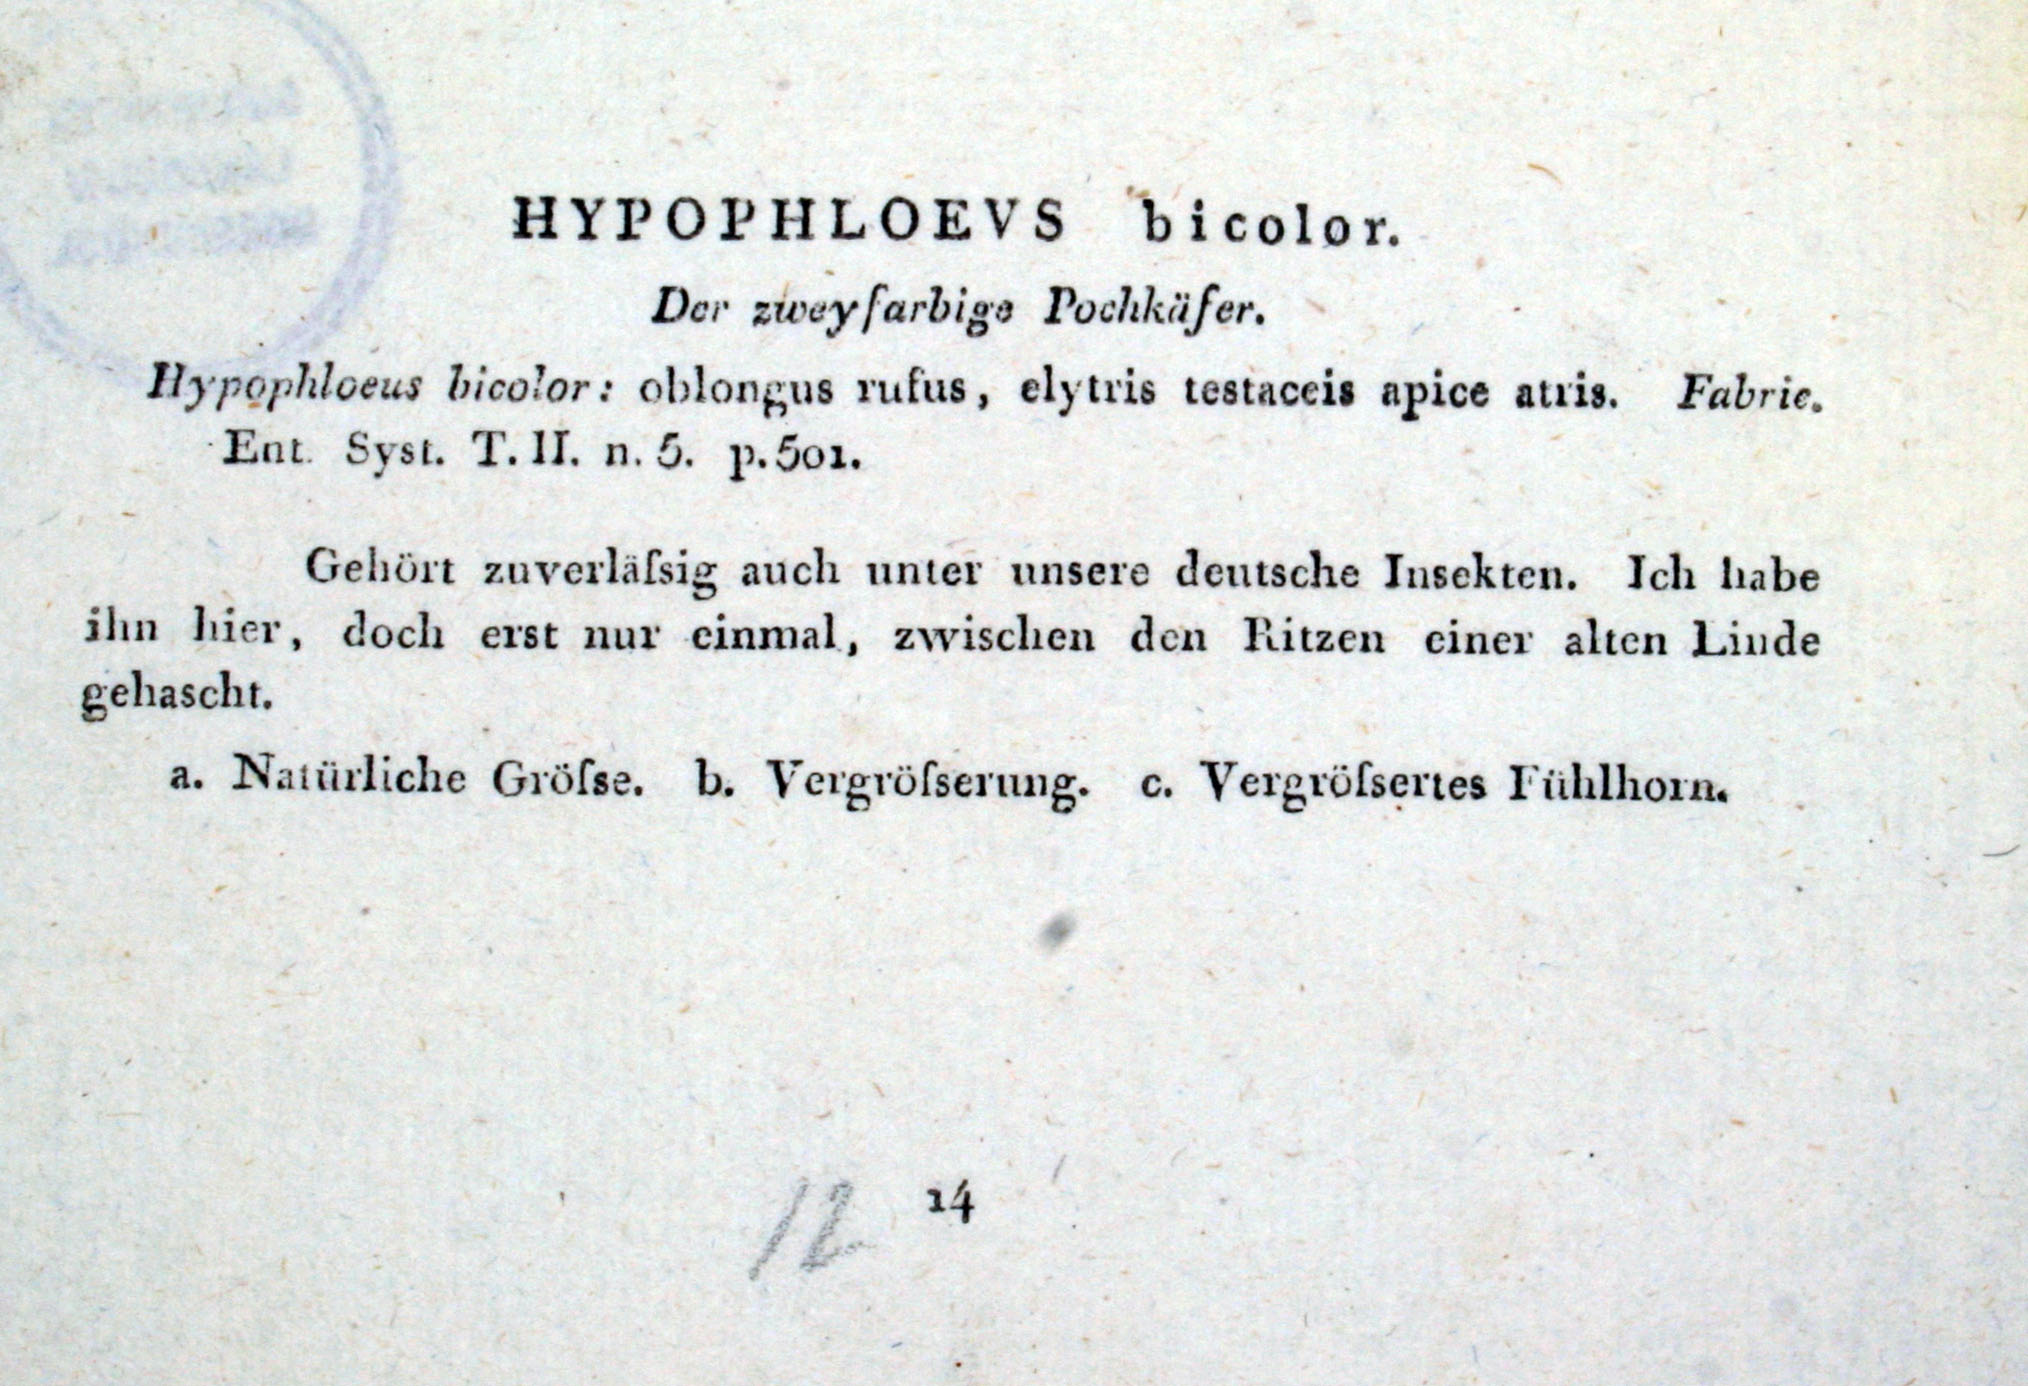 HYPOPHLOEVS bicolor.
Der zweyfarbige Pochkäfer.
Hypophloeus bicolor: oblongus rufus, elytris testaceis apice atris. Fabric.
Ent. Syst. T. II. n. 5. p. 501.
Gehört zuverläſsig auch unter unsere deutsche Insekten. Ich habe
ihn hier, doch erst nur einmal, zwischen den Ritzen einer alten Linde
gehascht.
a. Natürliche Gröſse. b. Vergröſserung. c. Vergröſsertes Fühlhorn.
12 14